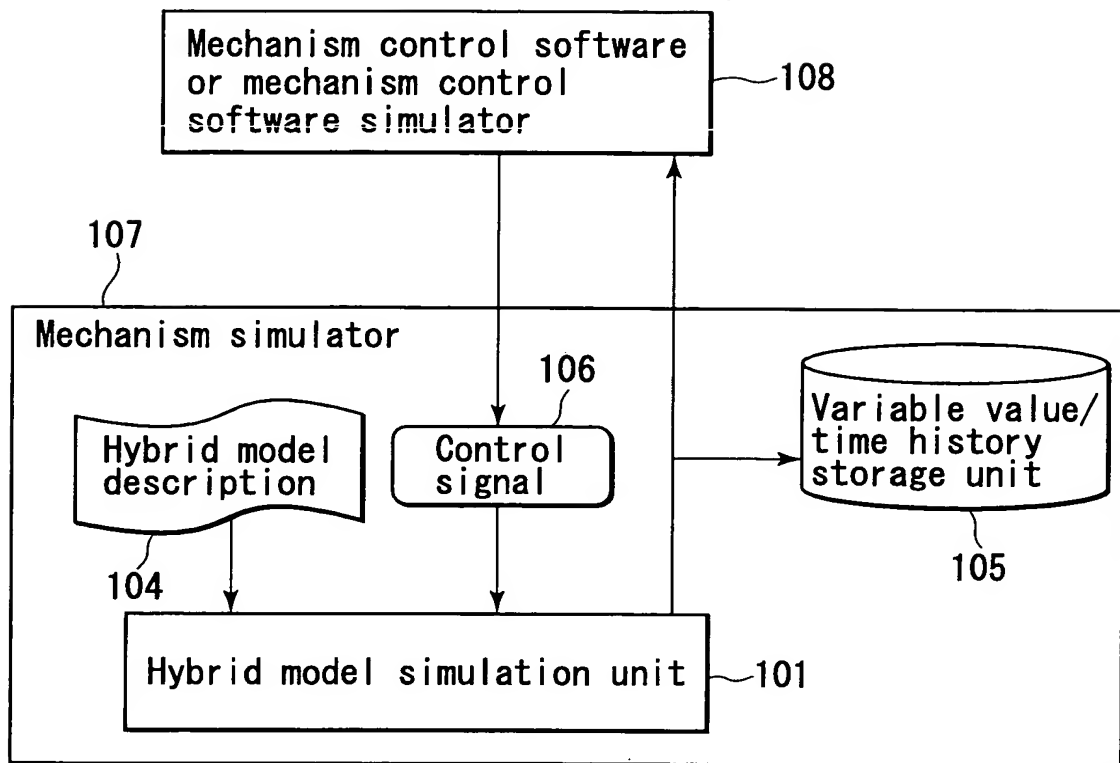 Mechanism control software
or mechanism control
software simulator
108
107
Mechanism simulator
106
Hybrid model
description
Control
signal
Variable value/
time history
storage unit
104
105
Hybrid model simulation unit
101